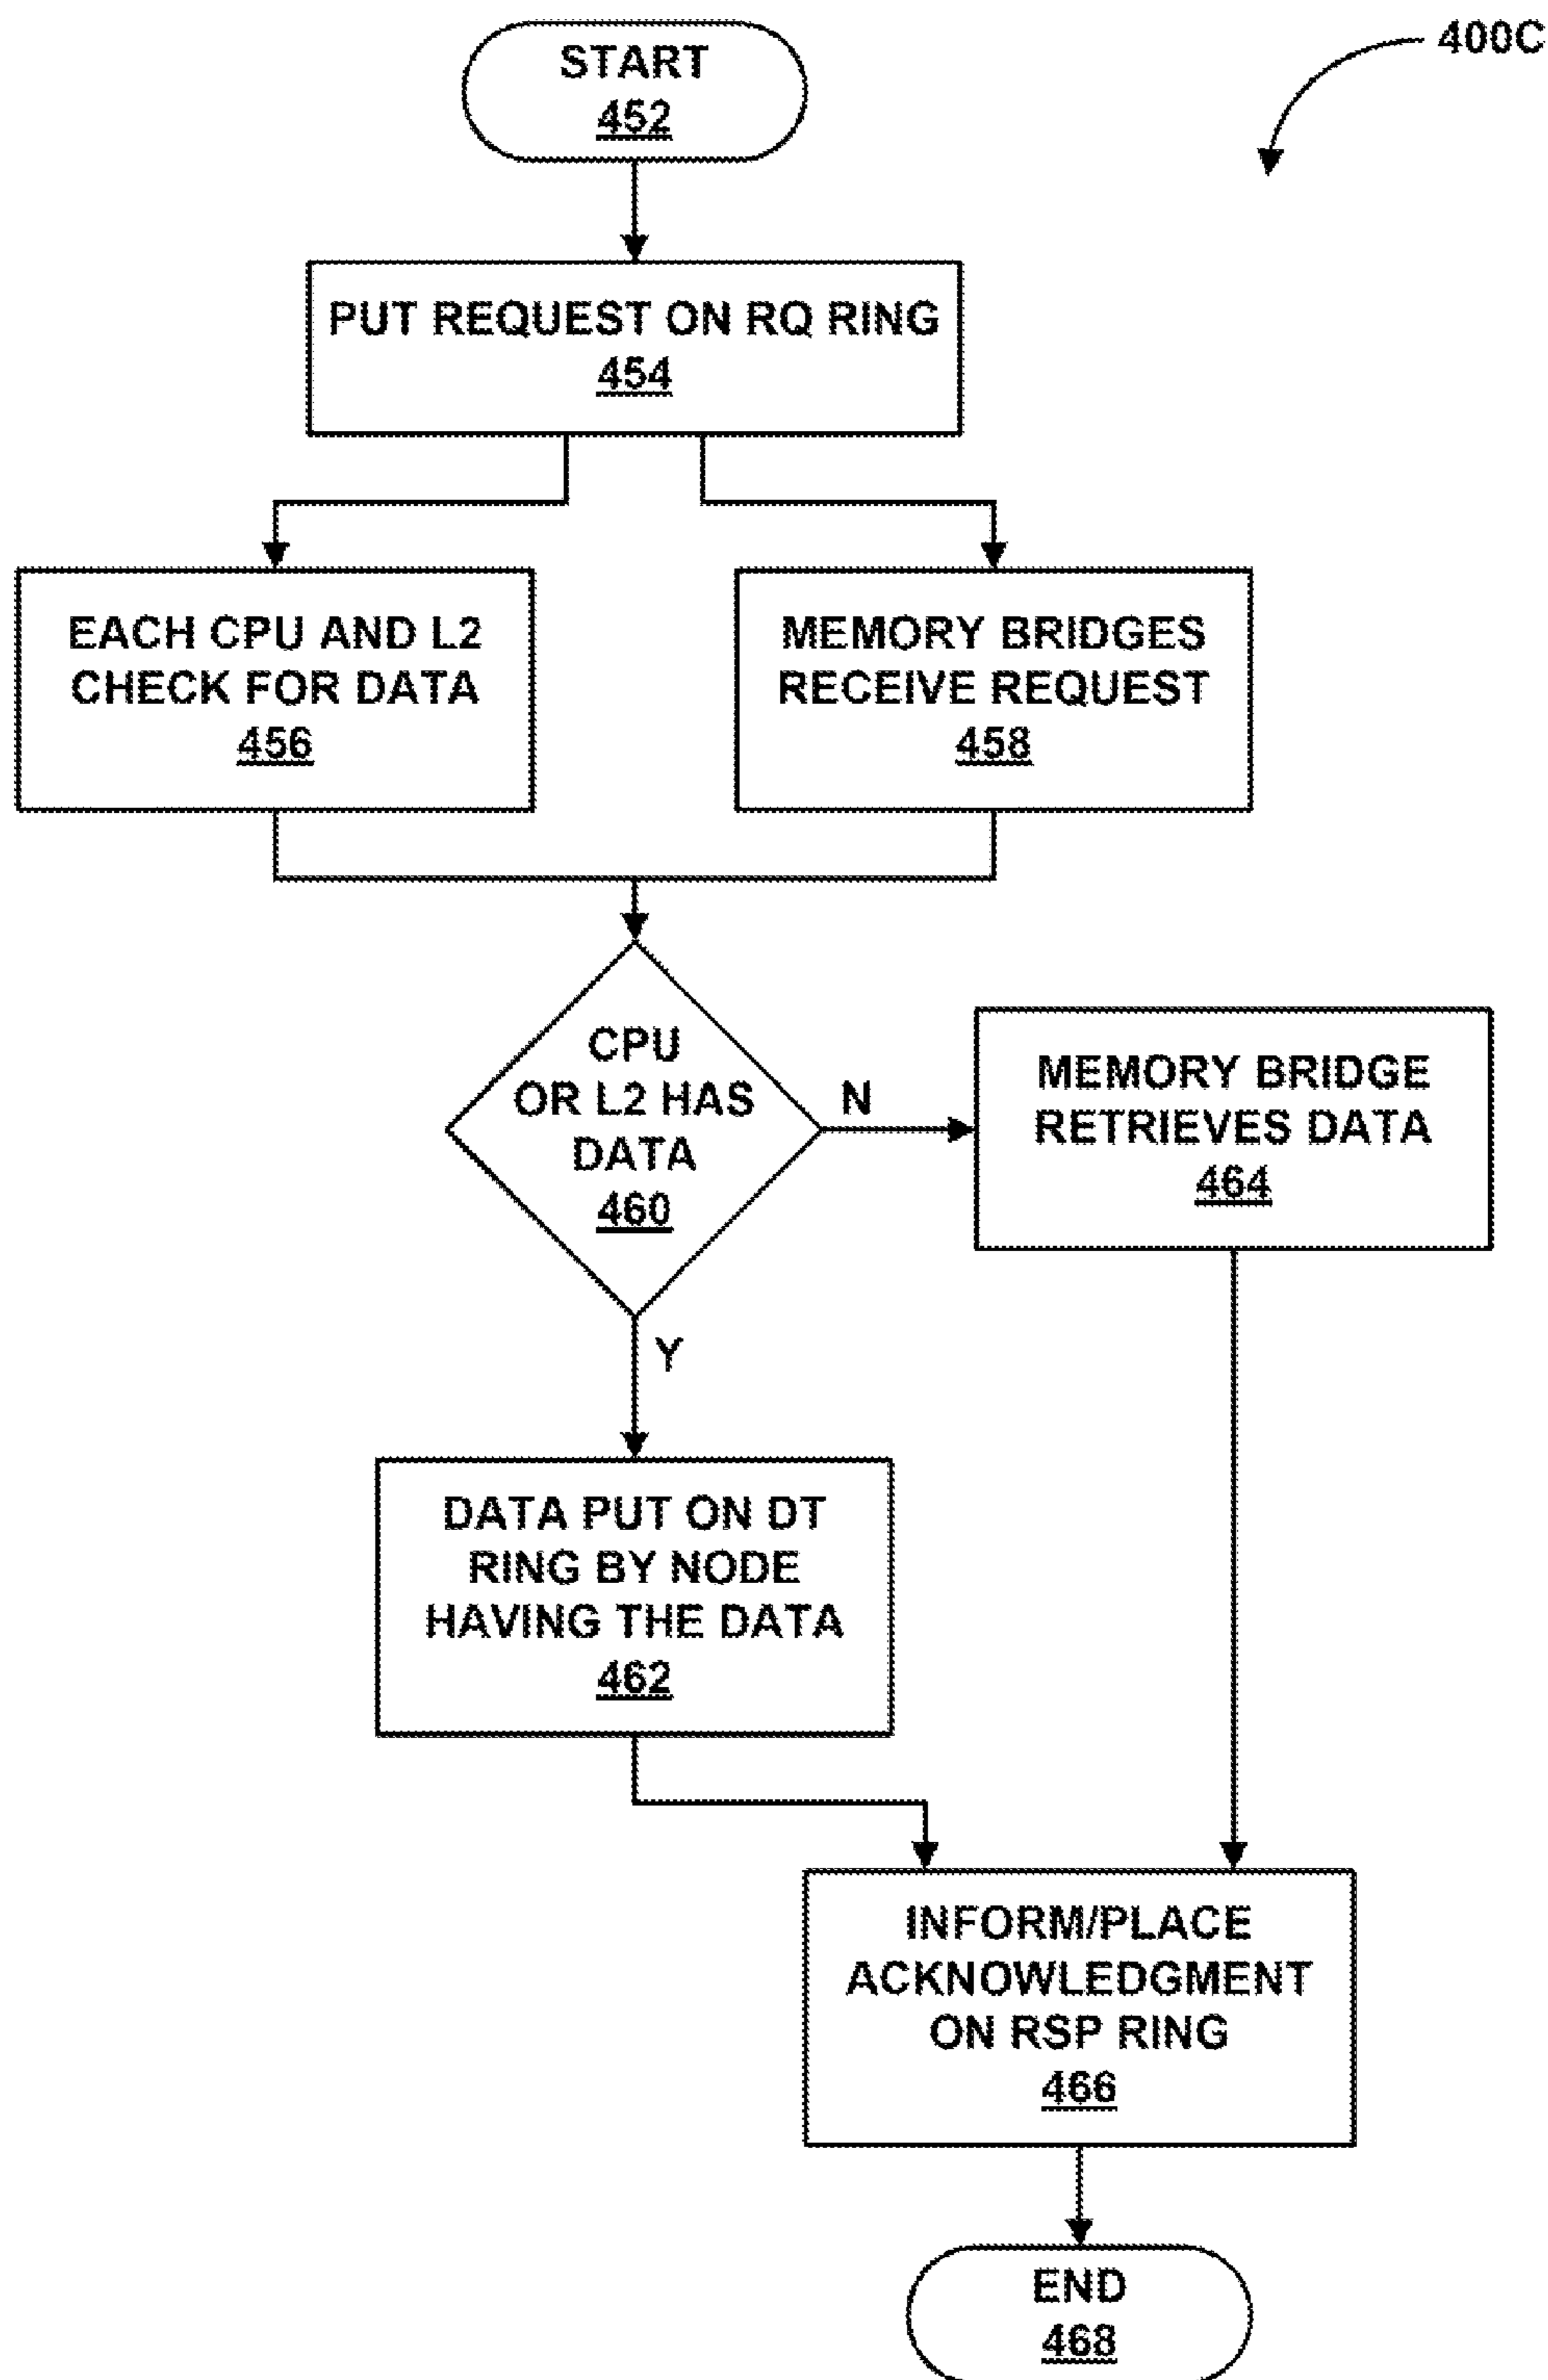 400C
START
452
PUT REQUEST ON RQ RING
454
EACH CPU AND L2
CHECK FOR DATA
456
MEMORY BRIDGES
RECEIVE REQUEST
458
CPU
OR L2 HAS
DATA
460
N
MEMORY BRIDGE
RETRIEVES DATA
464
Y
DATA PUT ON DT
RING BY NODE
HAVING THE DATA
462
INFORM/PLACE
ACKNOWLEDGMENT
ON RSP RING
466
END
468